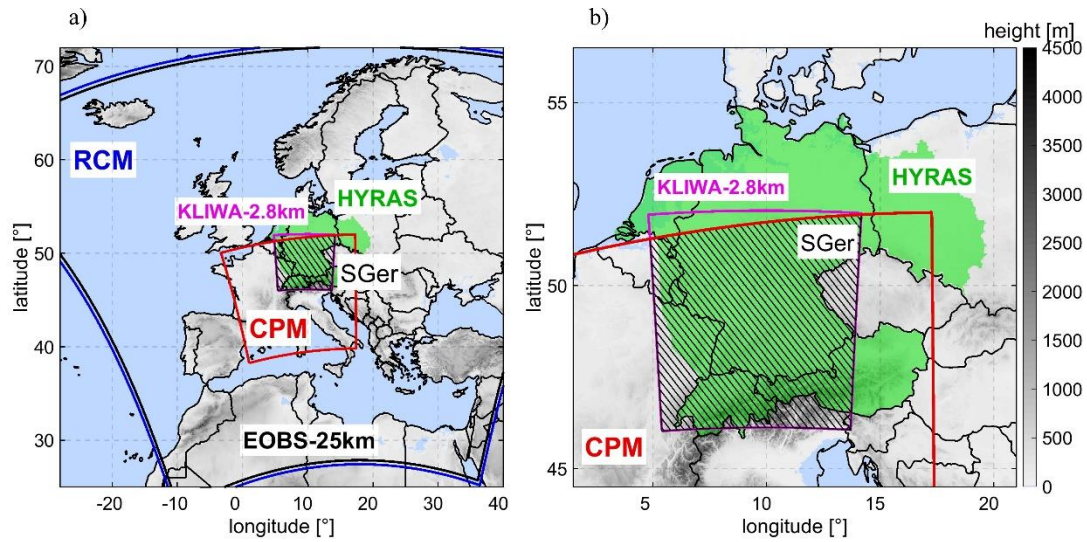 a)
70
60
50
40
30
latitude [°]
-20
-10
0
10
20
30
40
longitude [°]
RCM
KLIWA-2.8km
HYRAS
SGer
CPM
EOBS-25km
b)
55
50
45
latitude [°]
5
10
15
20
longitude [°]
KLIWA-2.8km
HYRAS
SGer
CPM
height [m]
4500
4000
3500
3000
2500
2000
1500
1000
500
0